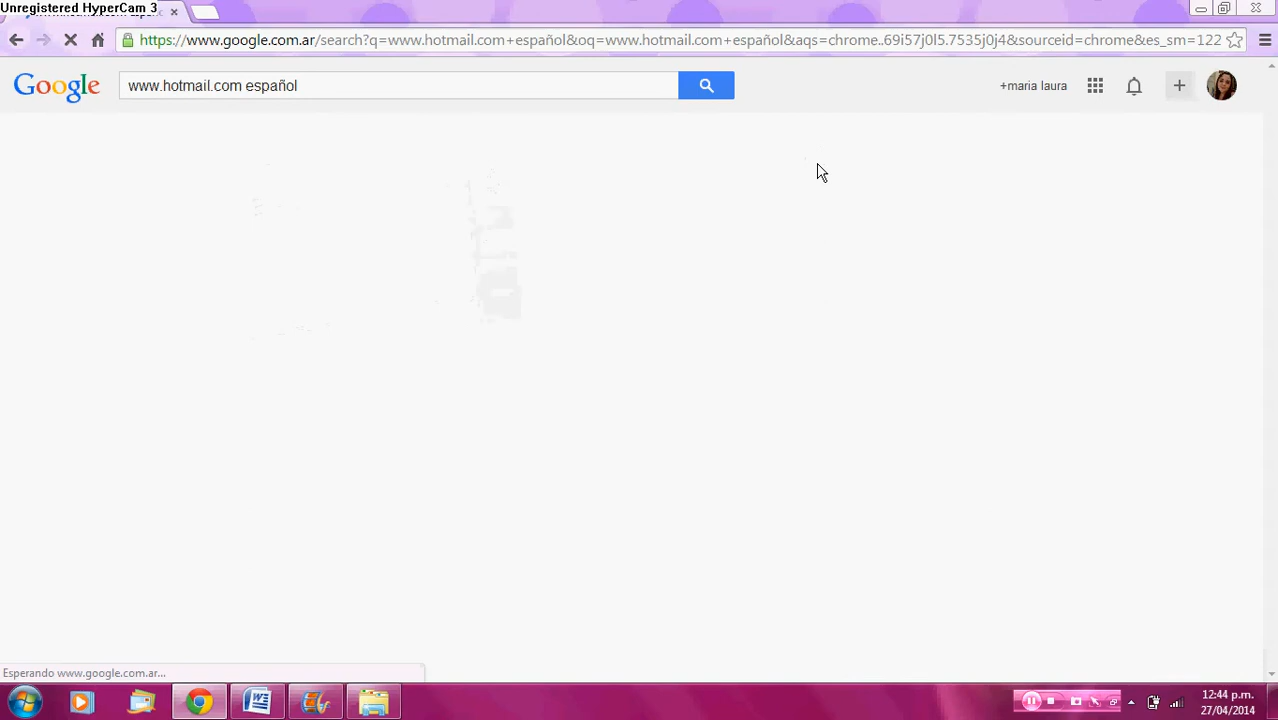 Unregistered HyperCam 3
https://www.google.com.ar/search?q=www.hotmail.com+español&oq=www.hotmail.com+español&aqs=chrome..69i57j0l5.7535j0j4&sourceid=chrome&es_sm=122
Google
www.hotmail.com español
+maria laura
Esperando www.google.com.ar...
12:44 p.m.
27/04/2014